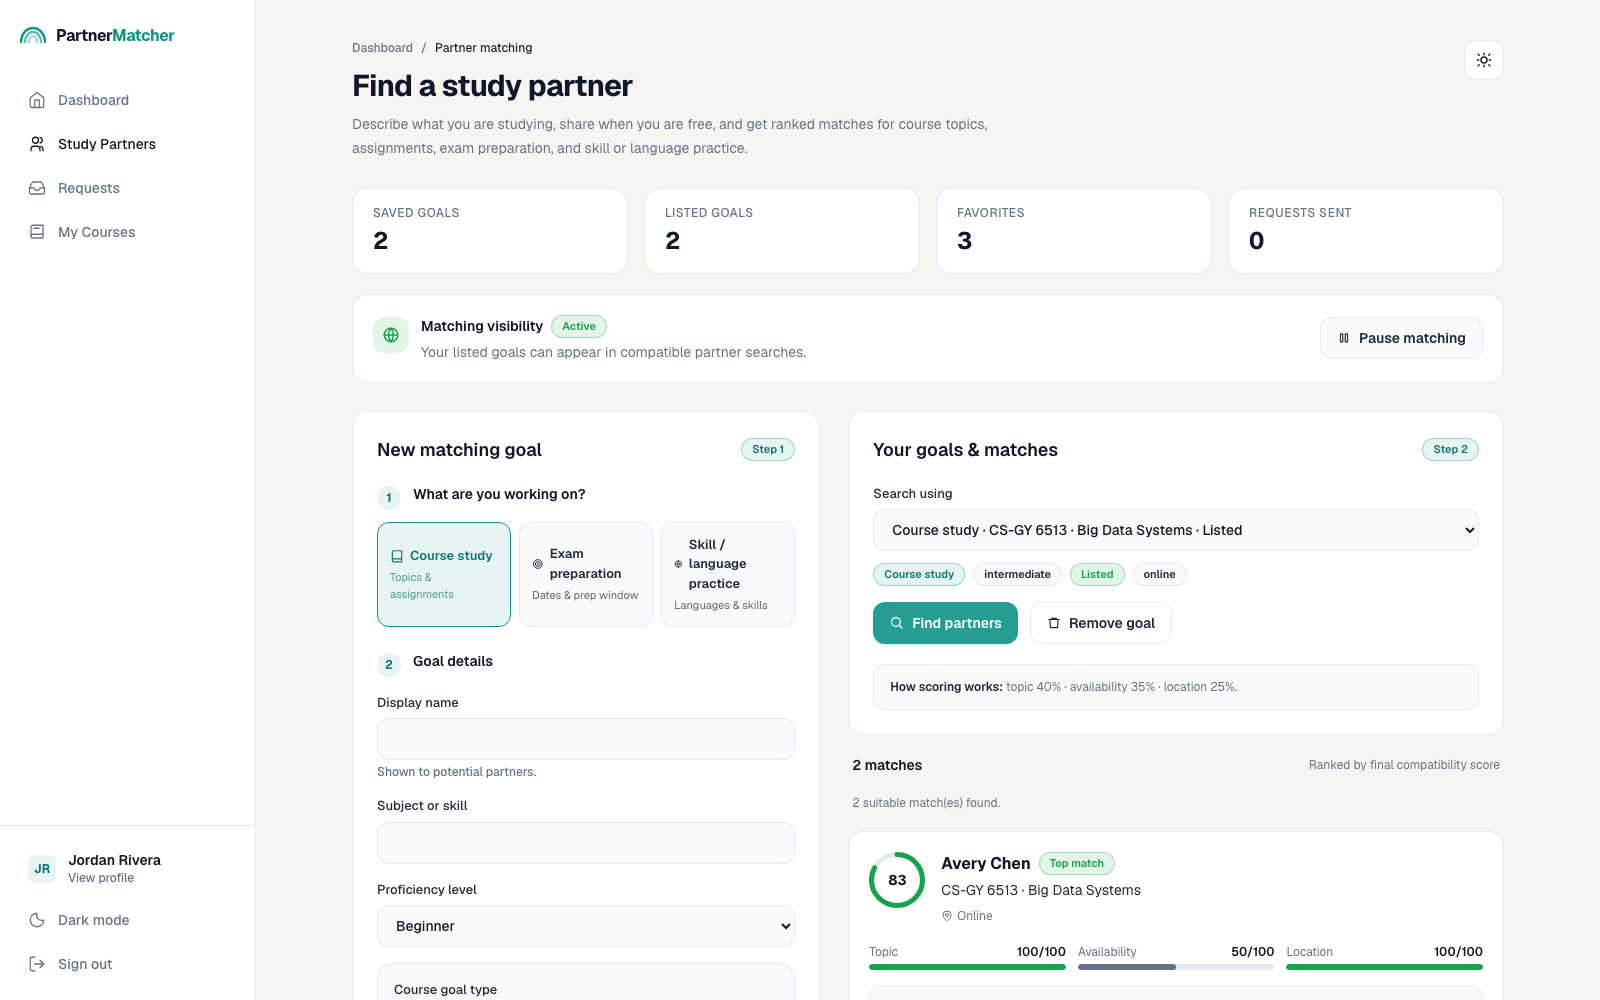 PartnerMatcher
Dashboard
Study Partners
Requests
My Courses
JR
Jordan Rivera
View profile
Dark mode
Sign out
Dashboard / Partner matching
Find a study partner
Describe what you are studying, share when you are free, and get ranked matches for course topics,
assignments, exam preparation, and skill or language practice.
SAVED GOALS
2
LISTED GOALS
2
FAVORITES
3
REQUESTS SENT
0
Matching visibility Active
Your listed goals can appear in compatible partner searches.
Pause matching
New matching goal
Step 1
1 What are you working on?
Course study
Topics &
assignments
Exam
preparation
Dates & prep window
Skill /
language
practice
Languages & skills
2 Goal details
Display name
Shown to potential partners.
Subject or skill
Proficiency level
Beginner
Course goal type
Your goals & matches
Step 2
Search using
Course study · CS-GY 6513 · Big Data Systems · Listed
Course study intermediate Listed online
Find partners Remove goal
How scoring works: topic 40% · availability 35% · location 25%.
2 matches
Ranked by final compatibility score
2 suitable match(es) found.
83
Avery Chen Top match
CS-GY 6513 · Big Data Systems
Online
Topic 100/100 Availability 50/100 Location 100/100